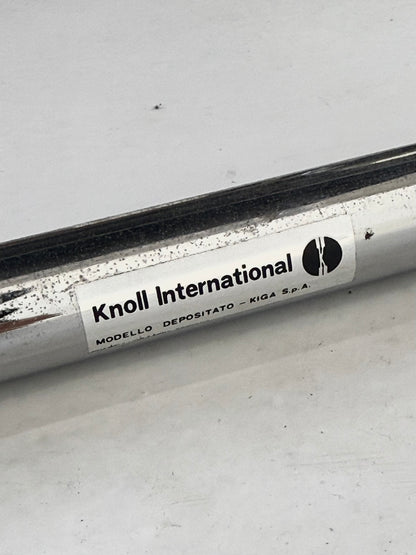 Knoll International
MODELLO DEPOSITATO – KIGA S.p.A.